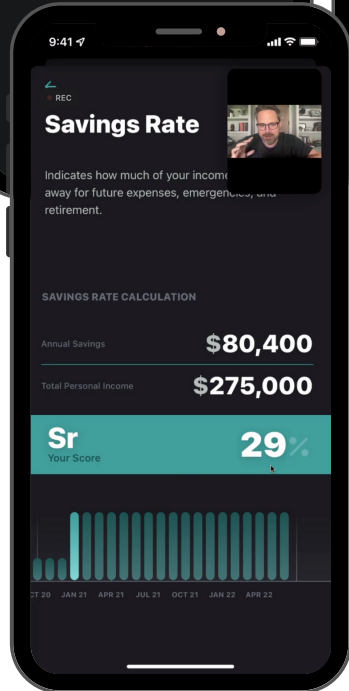 9:41
REC
Savings Rate
Indicates how much of your income
away for future expenses, emergencies, and
retirement.
SAVINGS RATE CALCULATION
Annual Savings $80,400
Total Personal Income $275,000
Sr 29%
Your Score
CT 20 JAN 21 APR 21 JUL 21 OCT 21 JAN 22 APR 22